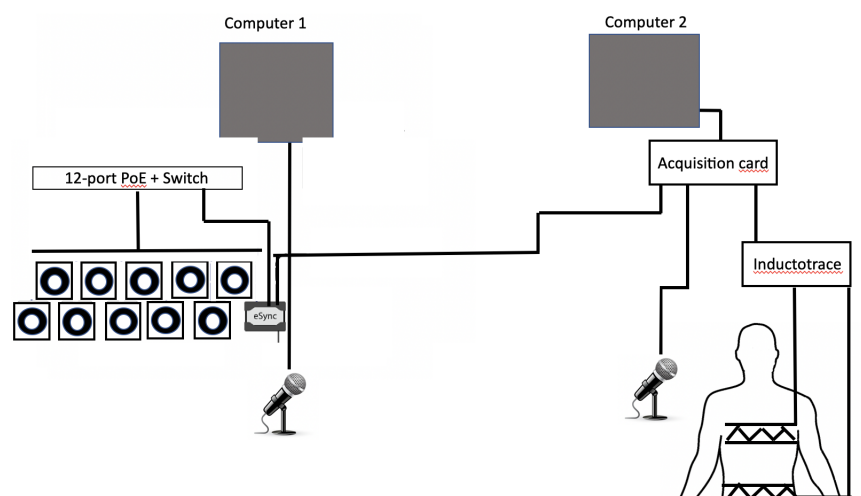 Computer 1
Computer 2
Acquisition card
12-port PoE + Switch
Inductotrace
eSync